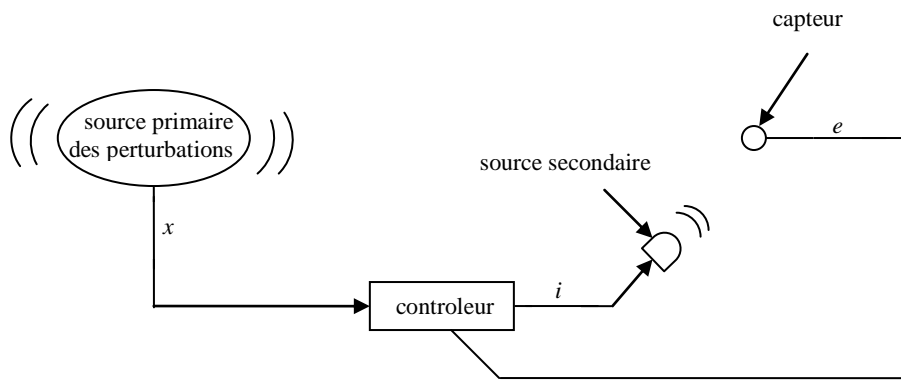 capteur
source primaire
des perturbations
e
source secondaire
x
i
controleur